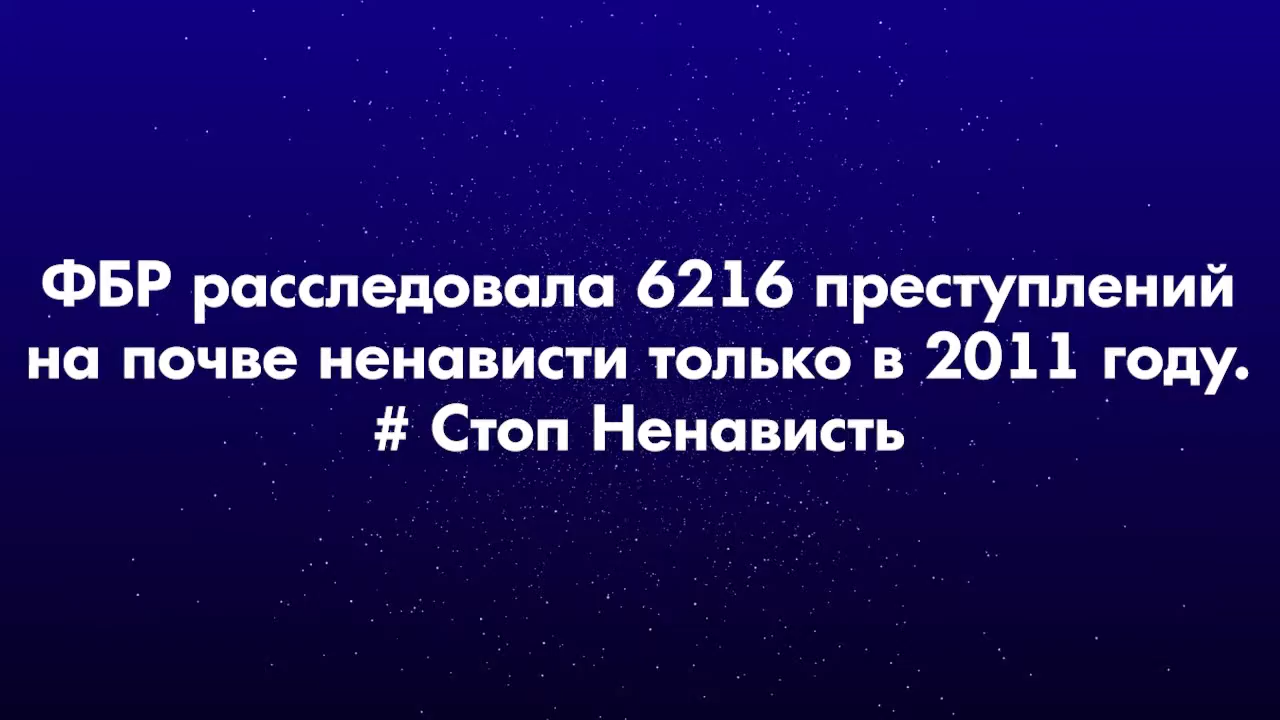 ФБР расследовала 6216 преступлений
на почве ненависти только в 2011 году.
# Стоп Ненависть